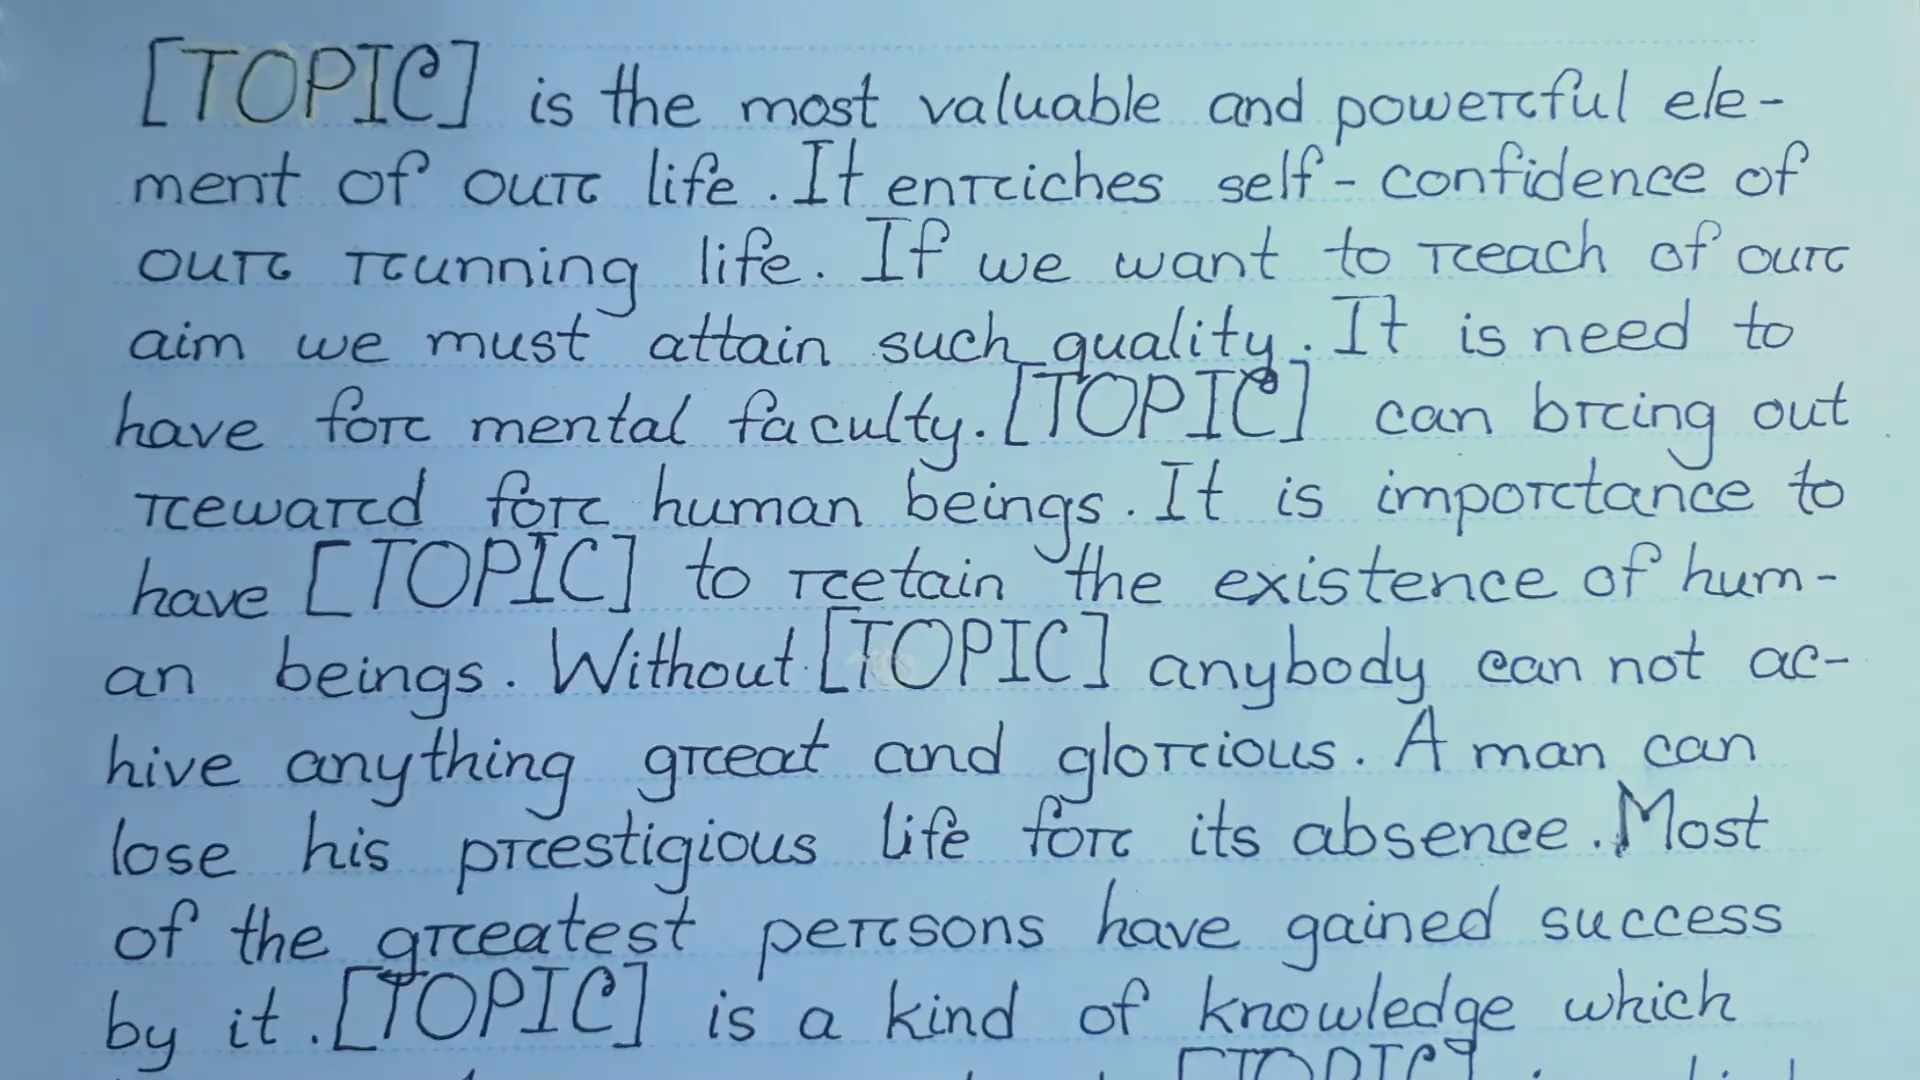 [TOPIC] is the most valuable and powerful ele-
ment of our life. It enriches self-confidence of
our running life. If we want to reach of our
aim we must attain such quality. It is need to
have for mental faculty. [TOPIC] can bring out
reward for human beings. It is importance to
have [TOPIC] to retain the existence of hum-
an beings. Without [TOPIC] anybody can not ac-
hive anything great and glorious. A man can
lose his prestigious life for its absence. Most
of the greatest persons have gained success
by it. [TOPIC] is a kind of knowledge which
[TOPIC]